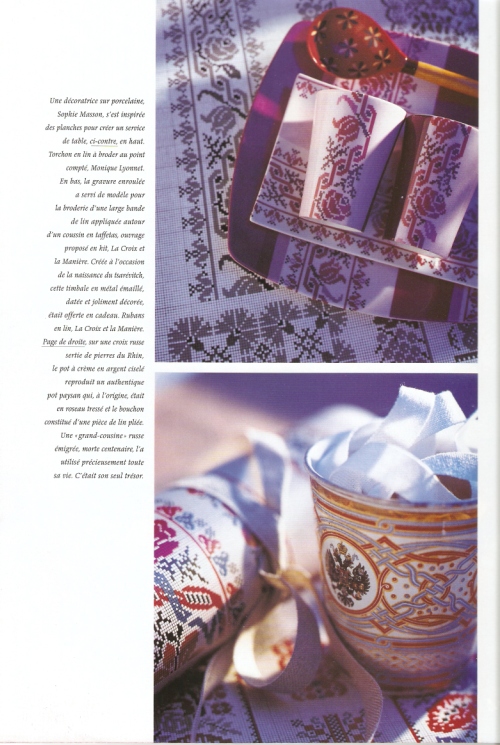 Une décoratrice sur porcelaine,
Sophie Masson, s'est inspirée
des planches pour créer un service
de table, ci-contre, en haut.
Torchon en lin à broder au point
compté, Monique Lyonnet.
En bas, la gravure enroulée
a servi de modèle pour
la broderie d'une large bande
de lin appliquée autour
d'un coussin en taffetas, ouvrage
proposé en kit, La Croix et
la Manière. Créée à l'occasion
de la naissance du tsarévitch,
cette timbale en métal émaillé,
datée et joliment décorée,
était offerte en cadeau. Rubans
en lin, La Croix et la Manière.
Page de droite, sur une croix russe
sertie de pierres du Rhin,
le pot à crème en argent ciselé
reproduit un authentique
pot paysan qui, à l'origine, était
en roseau tressé et le bouchon
constitué d'une pièce de lin pliée.
Une «grand-cousine» russe
émigrée, morte centenaire, l'a
utilisé précieusement toute
sa vie. C'était son seul trésor.